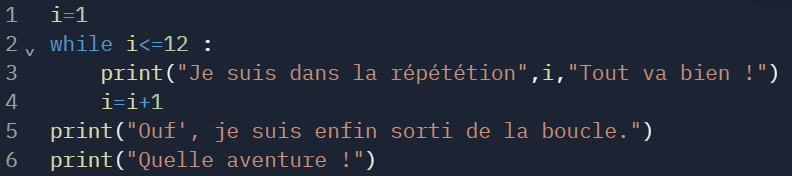 1 i=1
2 while i<=12 :
3 print("Je suis dans la répététion",i,"Tout va bien !")
4 i=i+1
5 print("Ouf', je suis enfin sorti de la boucle.")
6 print("Quelle aventure !")